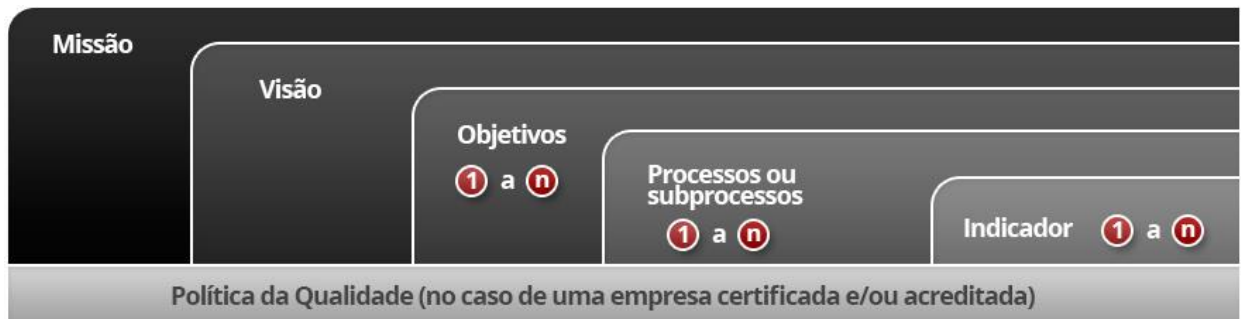 Missão
Visão
Objetivos
1 a n
Processos ou
subprocessos
1 a n
Indicador 1 a n
Política da Qualidade (no caso de uma empresa certificada e/ou acreditada)